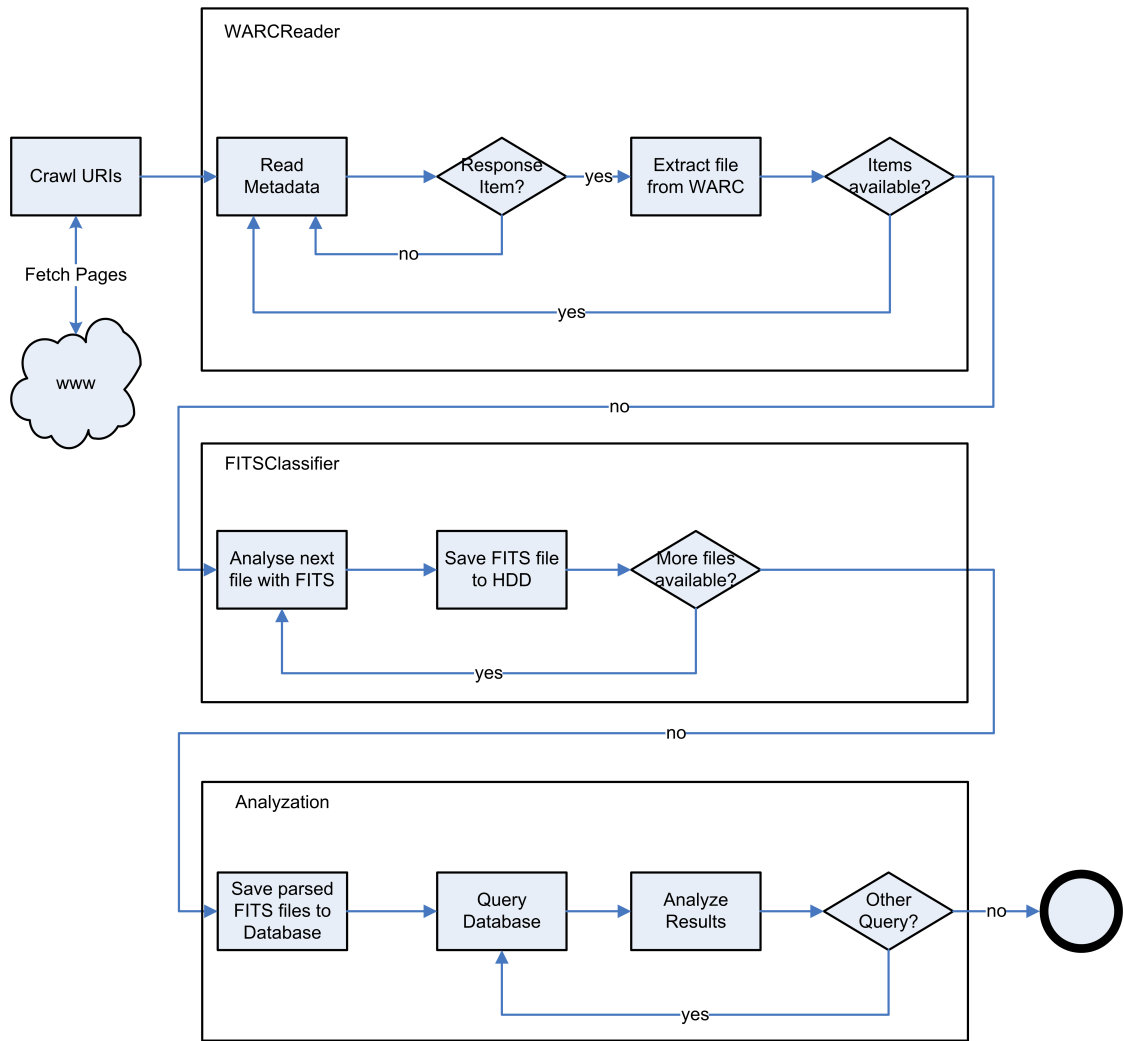 WARCReader
Crawl URIs
Read
Metadata
Response
Item?
yes
Extract file
from WARC
Items
available?
no
Fetch Pages
yes
www
no
FITSClassifier
Analyse next
file with FITS
Save FITS file
to HDD
More files
available?
yes
no
Analyzation
Save parsed
FITS files to
Database
Query
Database
Analyze
Results
Other
Query?
no
yes